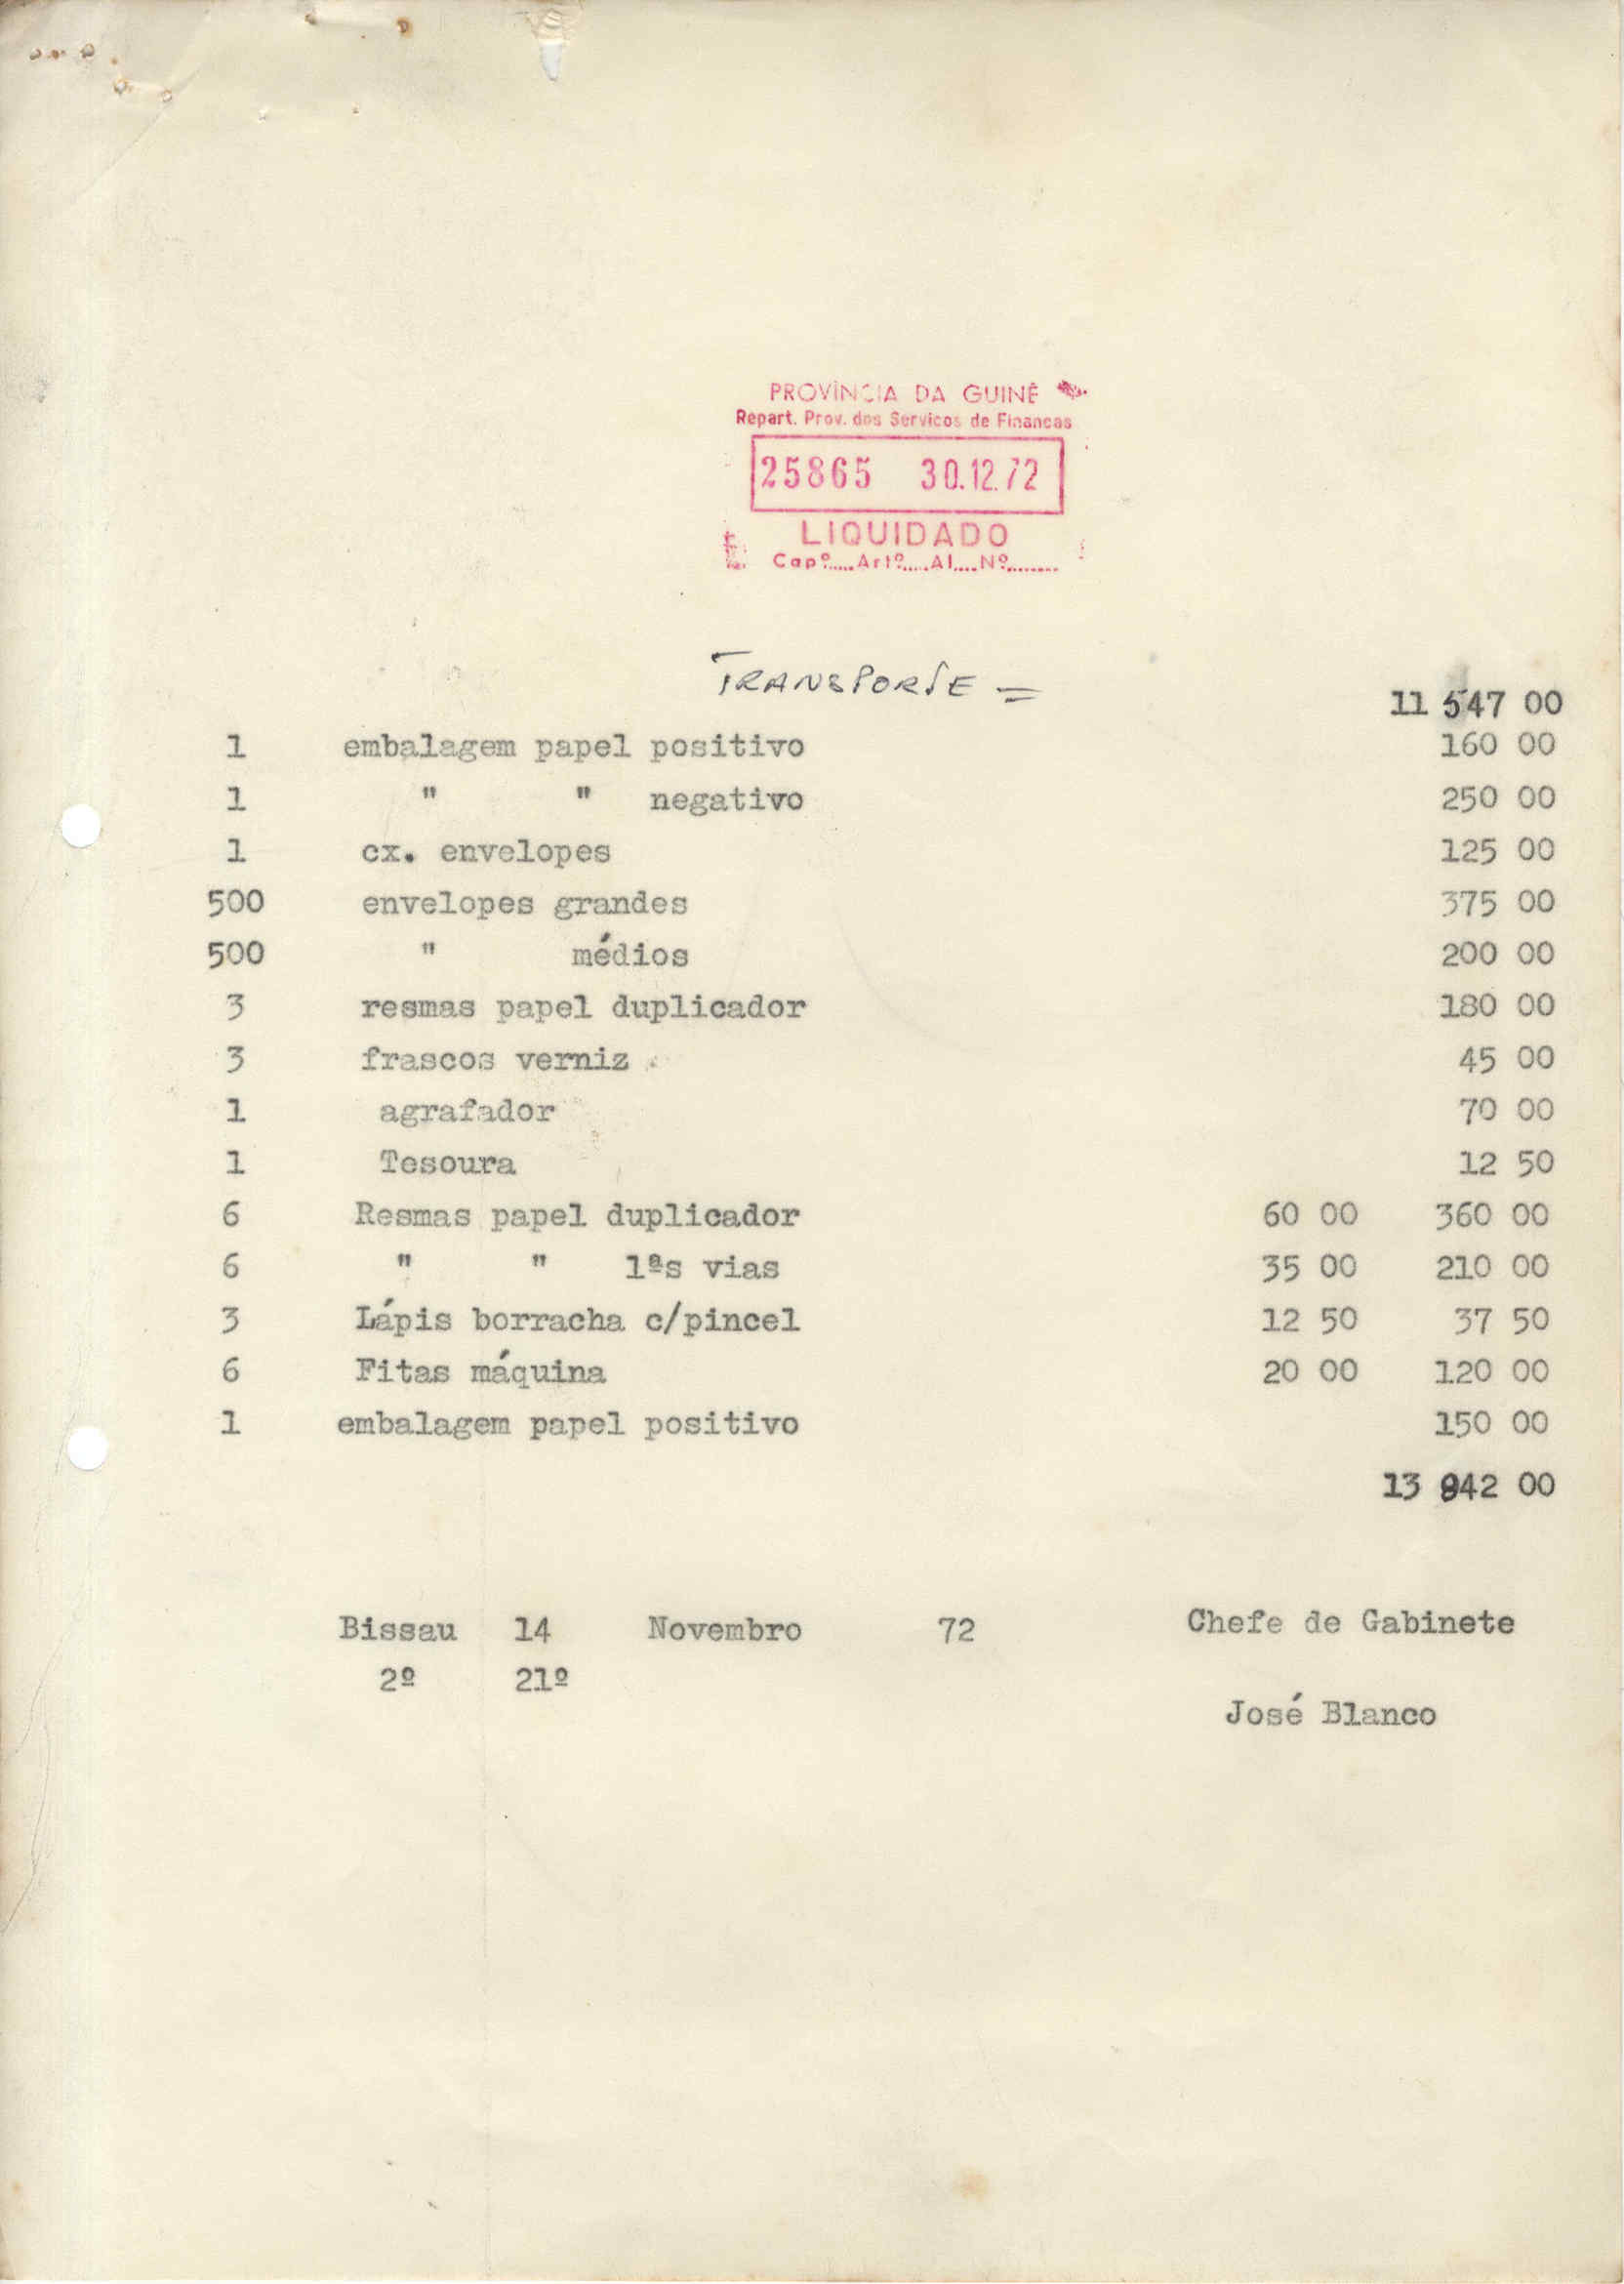 PROVÍNCIA DA GUINÉ
Repart. Prov. dos Servicos de Financas
25865 30.12.72
LIQUIDADO
Capº.....Artº.....Al....Nº........
TRANSPORTE =
11 547 00
1 embalagem papel positivo 160 00
1 " " negativo 250 00
1 cx. envelopes 125 00
500 envelopes grandes 375 00
500 " médios 200 00
3 resmas papel duplicador 180 00
3 frascos verniz 45 00
1 agrafador 70 00
1 Tesoura 12 50
6 Resmas papel duplicador 60 00 360 00
6 " " 1ªs vias 35 00 210 00
3 Lápis borracha c/pincel 12 50 37 50
6 Fitas máquina 20 00 120 00
1 embalagem papel positivo 150 00
13 842 00
Bissau 14 Novembro 72 Chefe de Gabinete
2º 21º
José Blanco